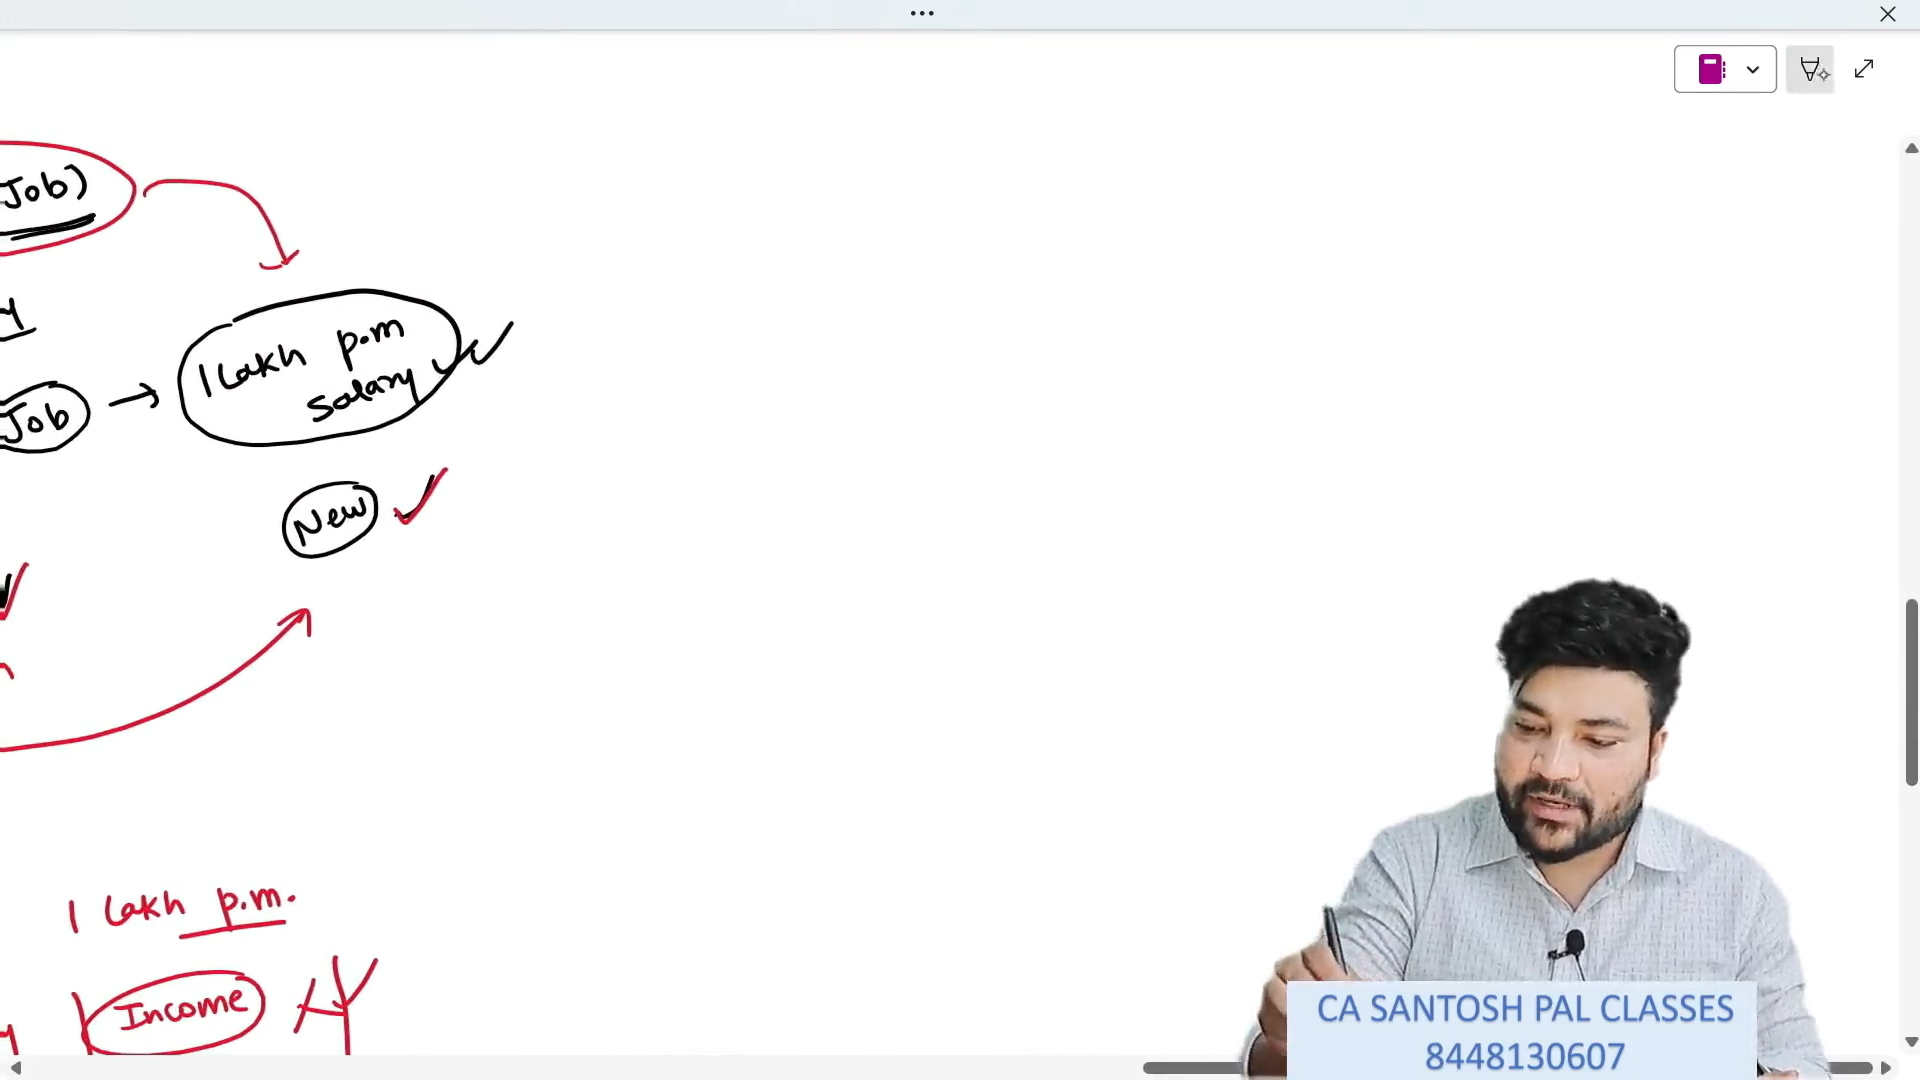 Job)
1 Lakh p.m
salary
Job
New
1 Lakh p.m.
Income
CA SANTOSH PAL CLASSES
8448130607